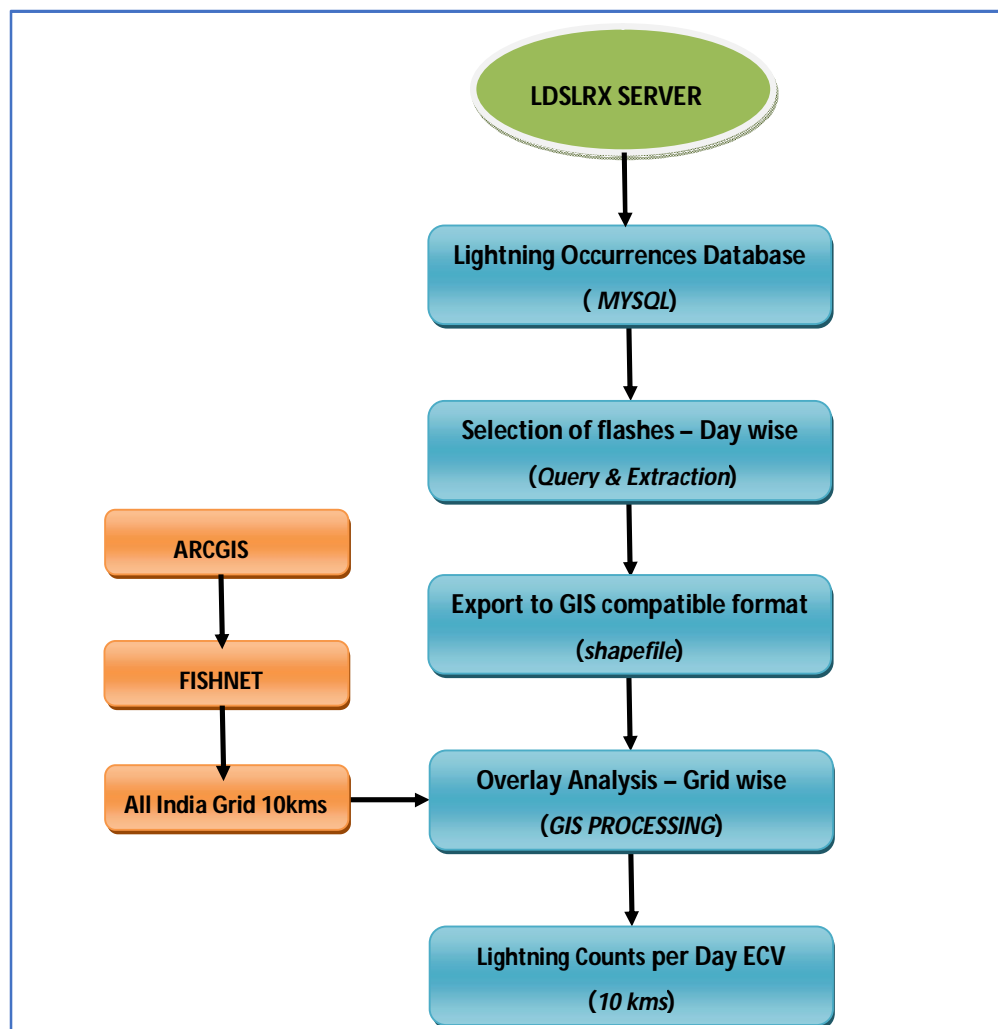 LDSLRX SERVER
Lightning Occurrences Database
( MYSQL)
Selection of flashes – Day wise
(Query & Extraction)
ARCGIS
Export to GIS compatible format
(shapefile)
FISHNET
All India Grid 10kms
Overlay Analysis – Grid wise
(GIS PROCESSING)
Lightning Counts per Day ECV
(10 kms)